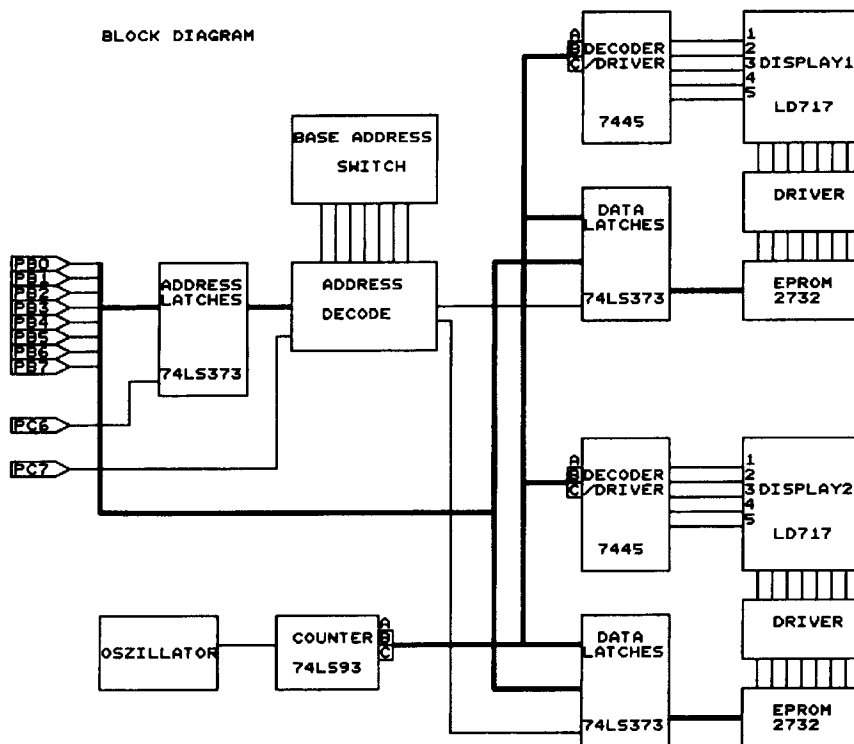 BLOCK DIAGRAM
A
B
C
DECODER
/DRIVER
7445
1
2
3
4
5
DISPLAY1
LD717
BASE ADDRESS
SWITCH
DATA
LATCHES
74LS373
DRIVER
EPROM
2732
PB0
PB1
PB2
PB3
PB4
PB5
PB6
PB7
ADDRESS
LATCHES
74LS373
ADDRESS
DECODE
PC6
PC7
A
B
C
DECODER
/DRIVER
7445
1
2
3
4
5
DISPLAY2
LD717
OSZILLATOR
COUNTER
74LS93
A
B
C
DATA
LATCHES
74LS373
DRIVER
EPROM
2732